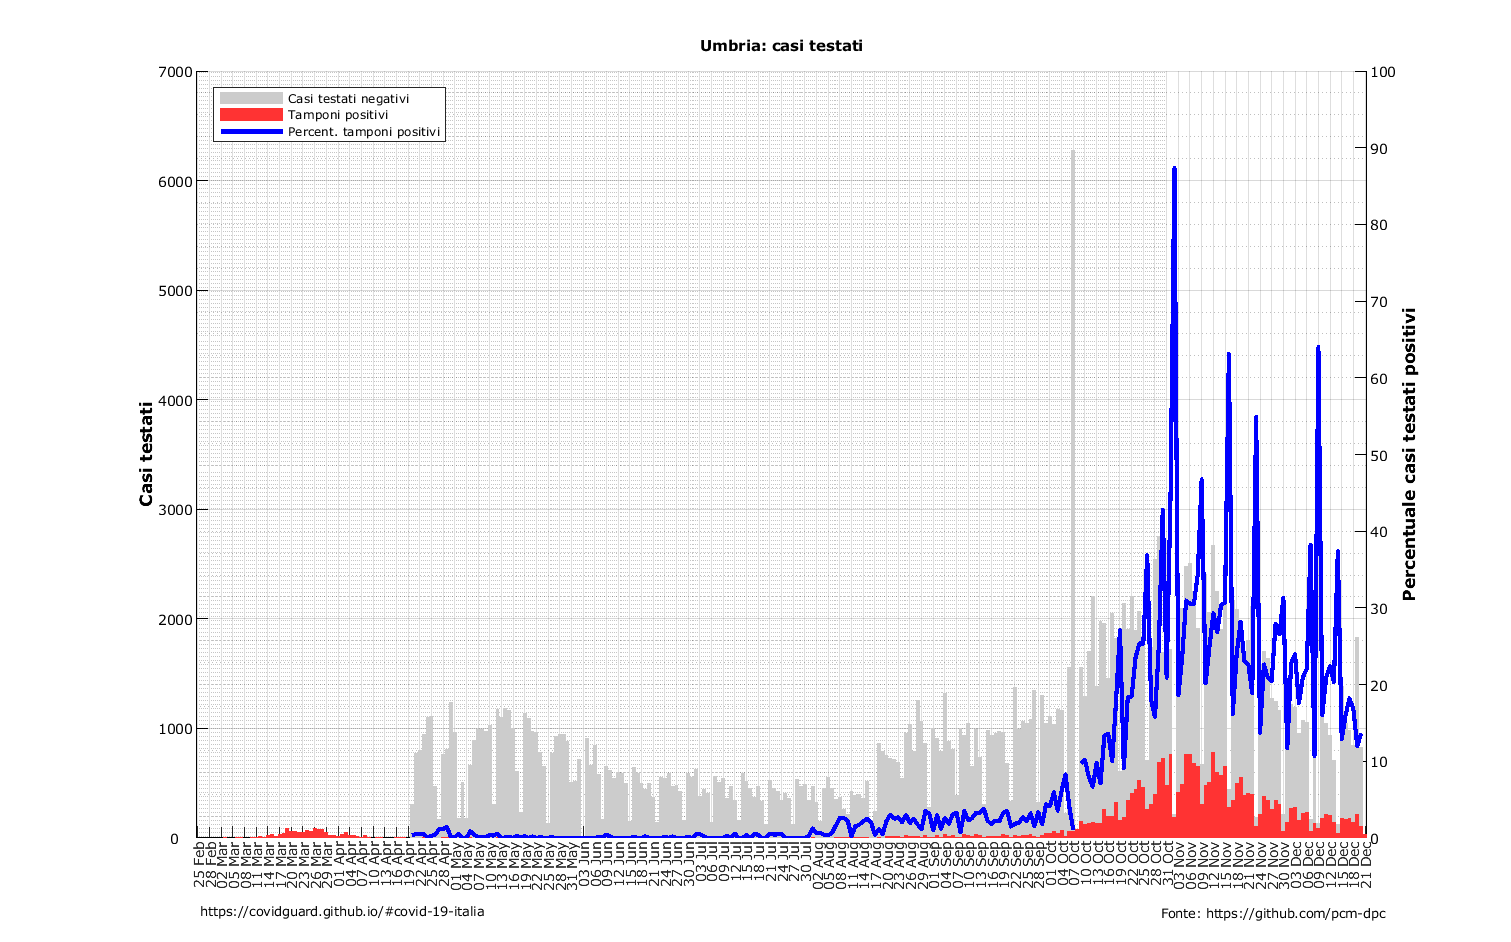 Umbria: casi testati
7000
6000
5000
4000
3000
2000
1000
0
Casi testati
Casi testati negativi
Tamponi positivi
Percent. tamponi positivi
100
90
80
70
60
50
40
30
20
10
0
Percentuale casi testati positivi
25 Feb
28 Feb
02 Mar
05 Mar
08 Mar
11 Mar
14 Mar
17 Mar
20 Mar
23 Mar
26 Mar
29 Mar
01 Apr
04 Apr
07 Apr
10 Apr
13 Apr
16 Apr
19 Apr
22 Apr
25 Apr
28 Apr
01 May
04 May
07 May
10 May
13 May
16 May
19 May
22 May
25 May
28 May
31 May
03 Jun
06 Jun
09 Jun
12 Jun
15 Jun
18 Jun
21 Jun
24 Jun
27 Jun
30 Jun
03 Jul
06 Jul
09 Jul
12 Jul
15 Jul
18 Jul
21 Jul
24 Jul
27 Jul
30 Jul
02 Aug
05 Aug
08 Aug
11 Aug
14 Aug
17 Aug
20 Aug
23 Aug
26 Aug
29 Aug
01 Sep
04 Sep
07 Sep
10 Sep
13 Sep
16 Sep
19 Sep
22 Sep
25 Sep
28 Sep
01 Oct
04 Oct
07 Oct
10 Oct
13 Oct
16 Oct
19 Oct
22 Oct
25 Oct
28 Oct
31 Oct
03 Nov
06 Nov
09 Nov
12 Nov
15 Nov
18 Nov
21 Nov
24 Nov
27 Nov
30 Nov
03 Dec
06 Dec
09 Dec
12 Dec
15 Dec
18 Dec
21 Dec
https://covidguard.github.io/#covid-19-italia
Fonte: https://github.com/pcm-dpc